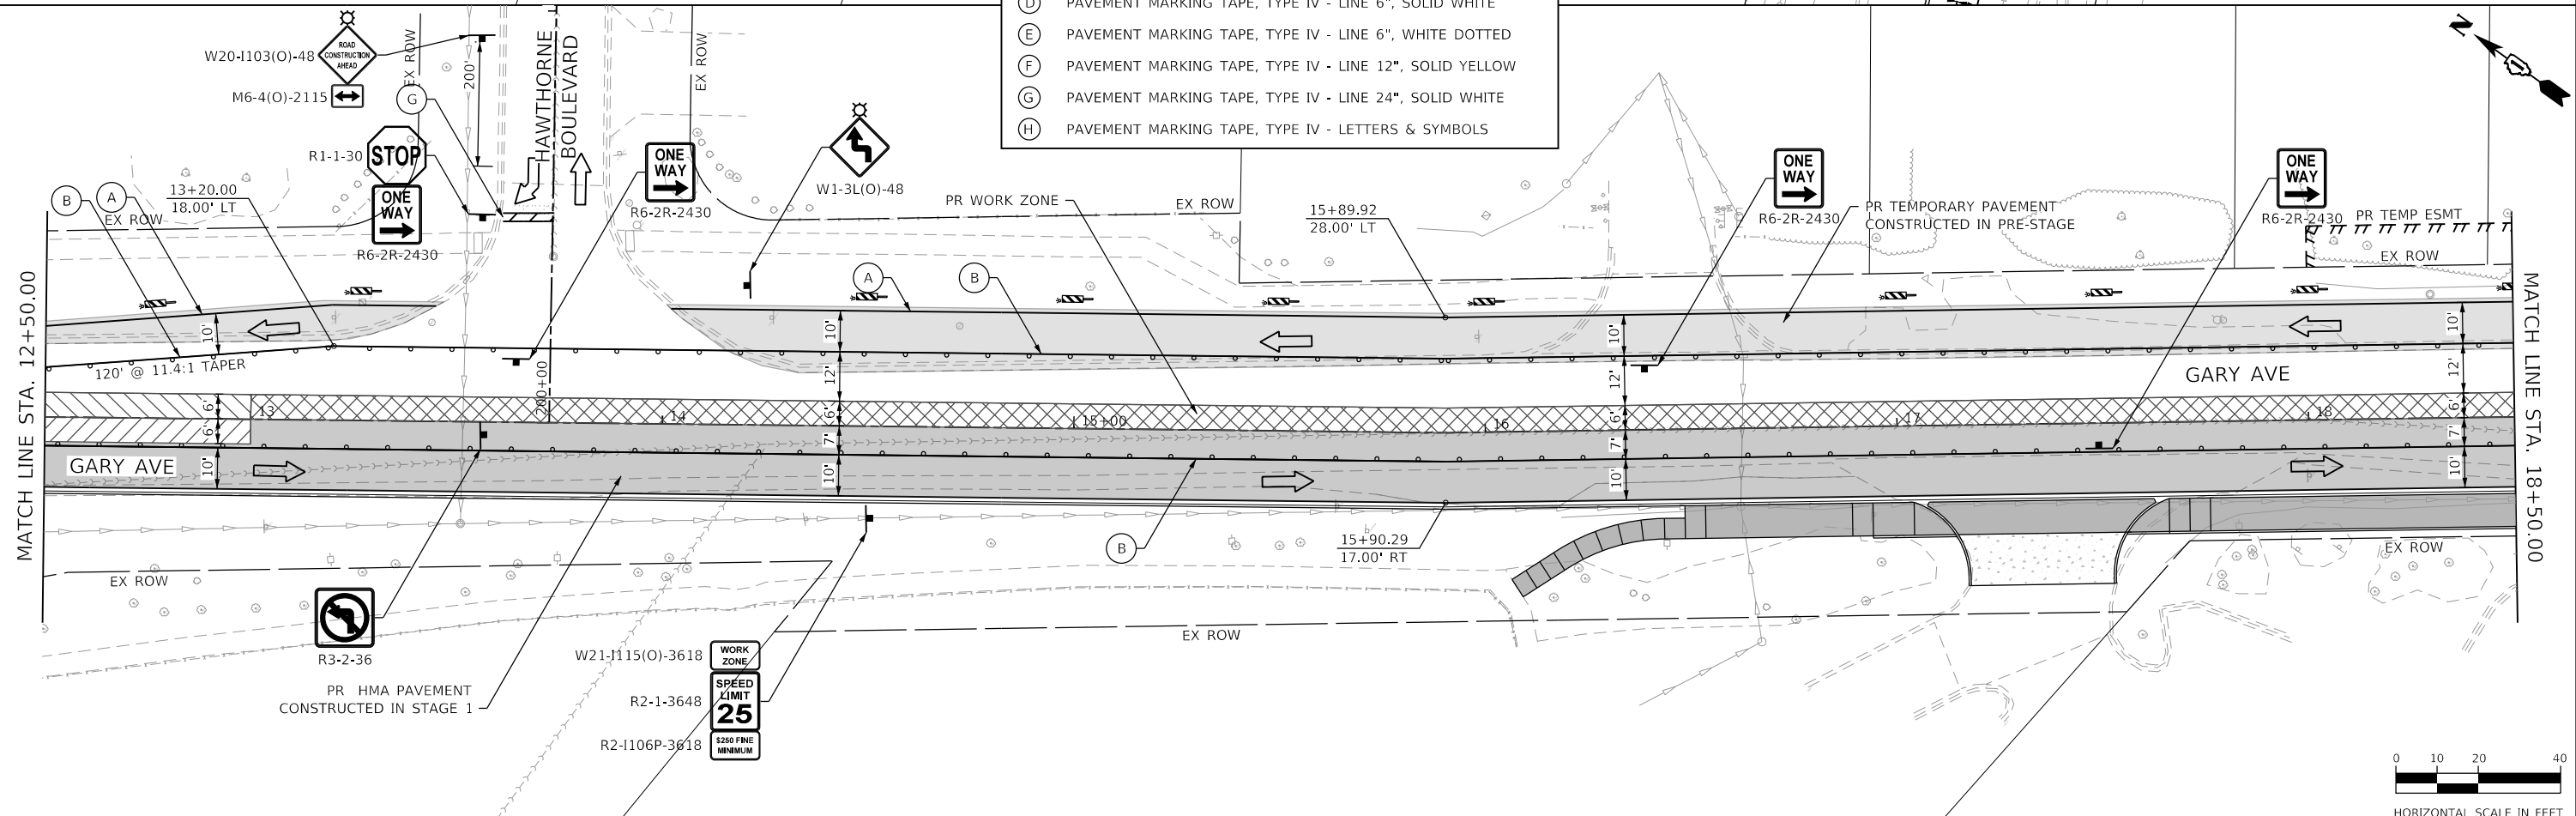 D PAVEMENT MARKING TAPE, TYPE IV - LINE 6", SOLID WHITE
E PAVEMENT MARKING TAPE, TYPE IV - LINE 6", WHITE DOTTED
F PAVEMENT MARKING TAPE, TYPE IV - LINE 12", SOLID YELLOW
G PAVEMENT MARKING TAPE, TYPE IV - LINE 24", SOLID WHITE
H PAVEMENT MARKING TAPE, TYPE IV - LETTERS & SYMBOLS
N
W20-I103(O)-48
ROAD
CONSTRUCTION
AHEAD
M6-4(O)-2115
EX ROW
G
200'
HAWTHORNE
BOULEVARD
EX ROW
R1-1-30
STOP
ONE
WAY
R6-2R-2430
ONE
WAY
R6-2R-2430
W1-3L(O)-48
PR WORK ZONE
EX ROW
15+89.92
28.00' LT
ONE
WAY
R6-2R-2430
PR TEMPORARY PAVEMENT
CONSTRUCTED IN PRE-STAGE
ONE
WAY
R6-2R-2430
PR TEMP ESMT
EX ROW
B
A
13+20.00
18.00' LT
EX ROW
A
B
MATCH LINE STA. 12+50.00
MATCH LINE STA. 18+50.00
10'
10'
10'
10'
120' @ 11.4:1 TAPER
12'
12'
12'
GARY AVE
200+00
6'
6'
6'
6'
6'
13
14
15+00
16
17
18
7'
7'
7'
GARY AVE
10'
10'
10'
10'
B
15+90.29
17.00' RT
EX ROW
EX ROW
EX ROW
R3-2-36
PR HMA PAVEMENT
CONSTRUCTED IN STAGE 1
W21-I115(O)-3618
WORK
ZONE
R2-1-3648
SPEED
LIMIT
25
R2-I106P-3618
$250 FINE
MINIMUM
0 10 20 40
HORIZONTAL SCALE IN FEET